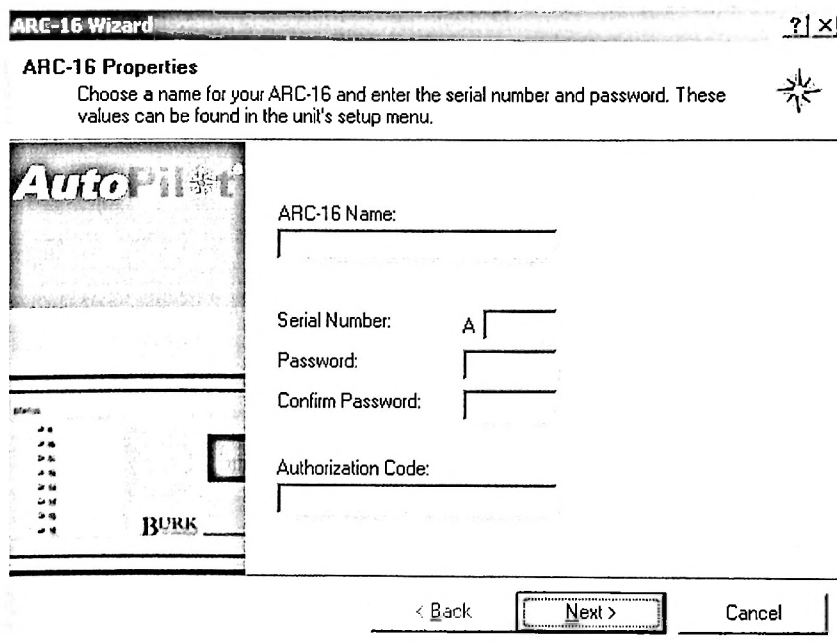 ARC-16 Wizard
ARC-16 Properties
Choose a name for your ARC-16 and enter the serial number and password. These
values can be found in the unit's setup menu.
AutoPilot
ARC-16 Name:
Serial Number: A
Password:
Confirm Password:
Authorization Code:
Status
BURK
< Back
Next >
Cancel